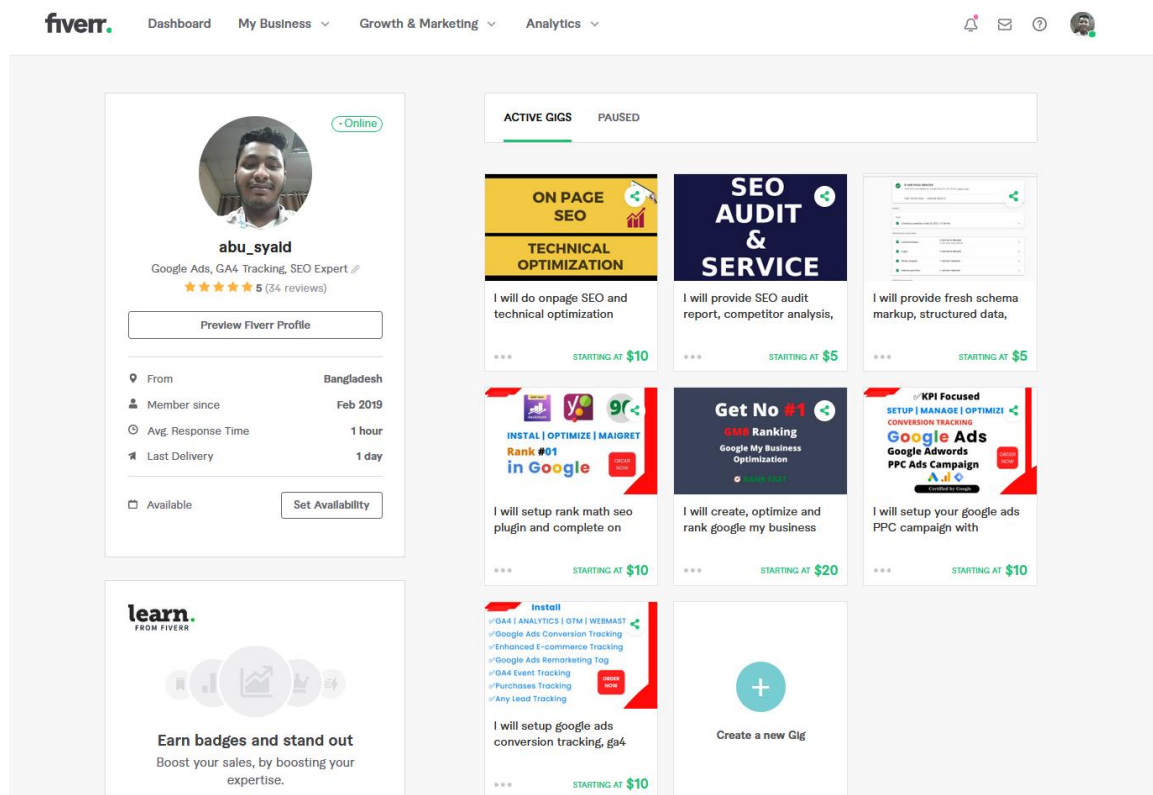 fiverr.
Dashboard
My Business
Growth & Marketing
Analytics
Online
abu_syald
Google Ads, GA4 Tracking, SEO Expert
5 (34 reviews)
Preview Fiverr Profile
From
Bangladesh
Member since
Feb 2019
Avg. Response Time
1 hour
Last Delivery
1 day
Available
Set Availability
learn.
FROM FIVERR
Earn badges and stand out
Boost your sales, by boosting your
expertise.
ACTIVE GIGS
PAUSED
ON PAGE
SEO
TECHNICAL
OPTIMIZATION
I will do onpage SEO and
technical optimization
STARTING AT $10
SEO
AUDIT
&
SERVICE
I will provide SEO audit
report, competitor analysis,
STARTING AT $5
I will provide fresh schema
markup, structured data,
STARTING AT $5
INSTAL | OPTIMIZE | MAIGRET
Rank #01
in Google
ORDER
NOW
I will setup rank math seo
plugin and complete on
STARTING AT $10
Get No #1
GMB Ranking
Google My Business
Optimization
RANK FAST
I will create, optimize and
rank google my business
STARTING AT $20
KPI Focused
SETUP | MANAGE | OPTIMIZI
CONVERSION TRACKING
Google Ads
Google Adwords
PPC Ads Campaign
ORDER
NOW
Certified by Google
I will setup your google ads
PPC campaign with
STARTING AT $10
Install
GA4 | ANALYTICS | GTM | WEBMAST
Google Ads Conversion Tracking
Enhanced E-commerce Tracking
Google Ads Remarketing Tag
GA4 Event Tracking
Purchases Tracking
Any Lead Tracking
ORDER
NOW
I will setup google ads
conversion tracking, ga4
STARTING AT $10
Create a new Gig